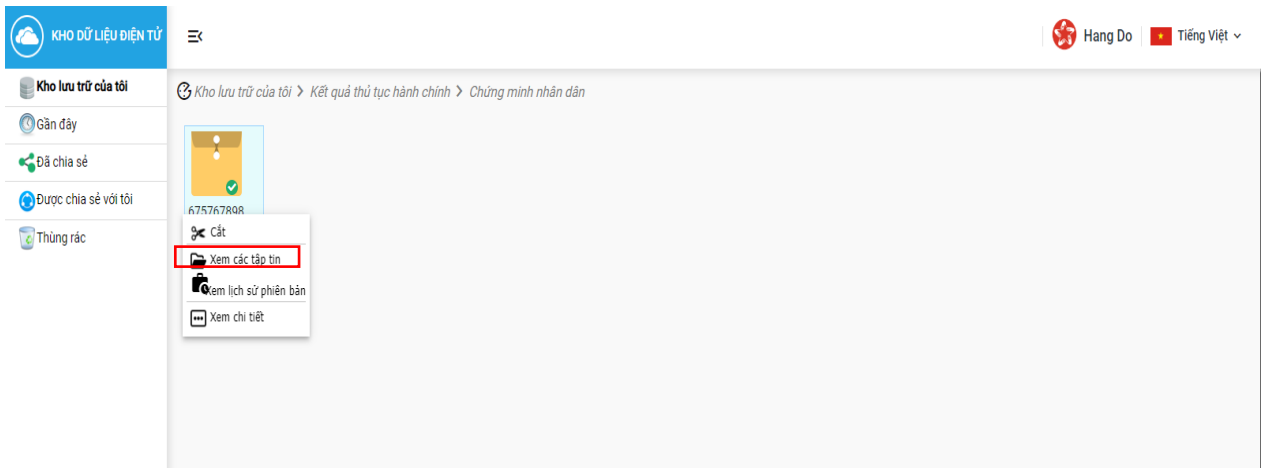 KHO DỮ LIỆU ĐIỆN TỬ
Hang Do
Tiếng Việt
Kho lưu trữ của tôi
Gần đây
Đã chia sẻ
Được chia sẻ với tôi
Thùng rác
Kho lưu trữ của tôi > Kết quả thủ tục hành chính > Chứng minh nhân dân
675767898
Cắt
Xem các tập tin
Xem lịch sử phiên bản
Xem chi tiết